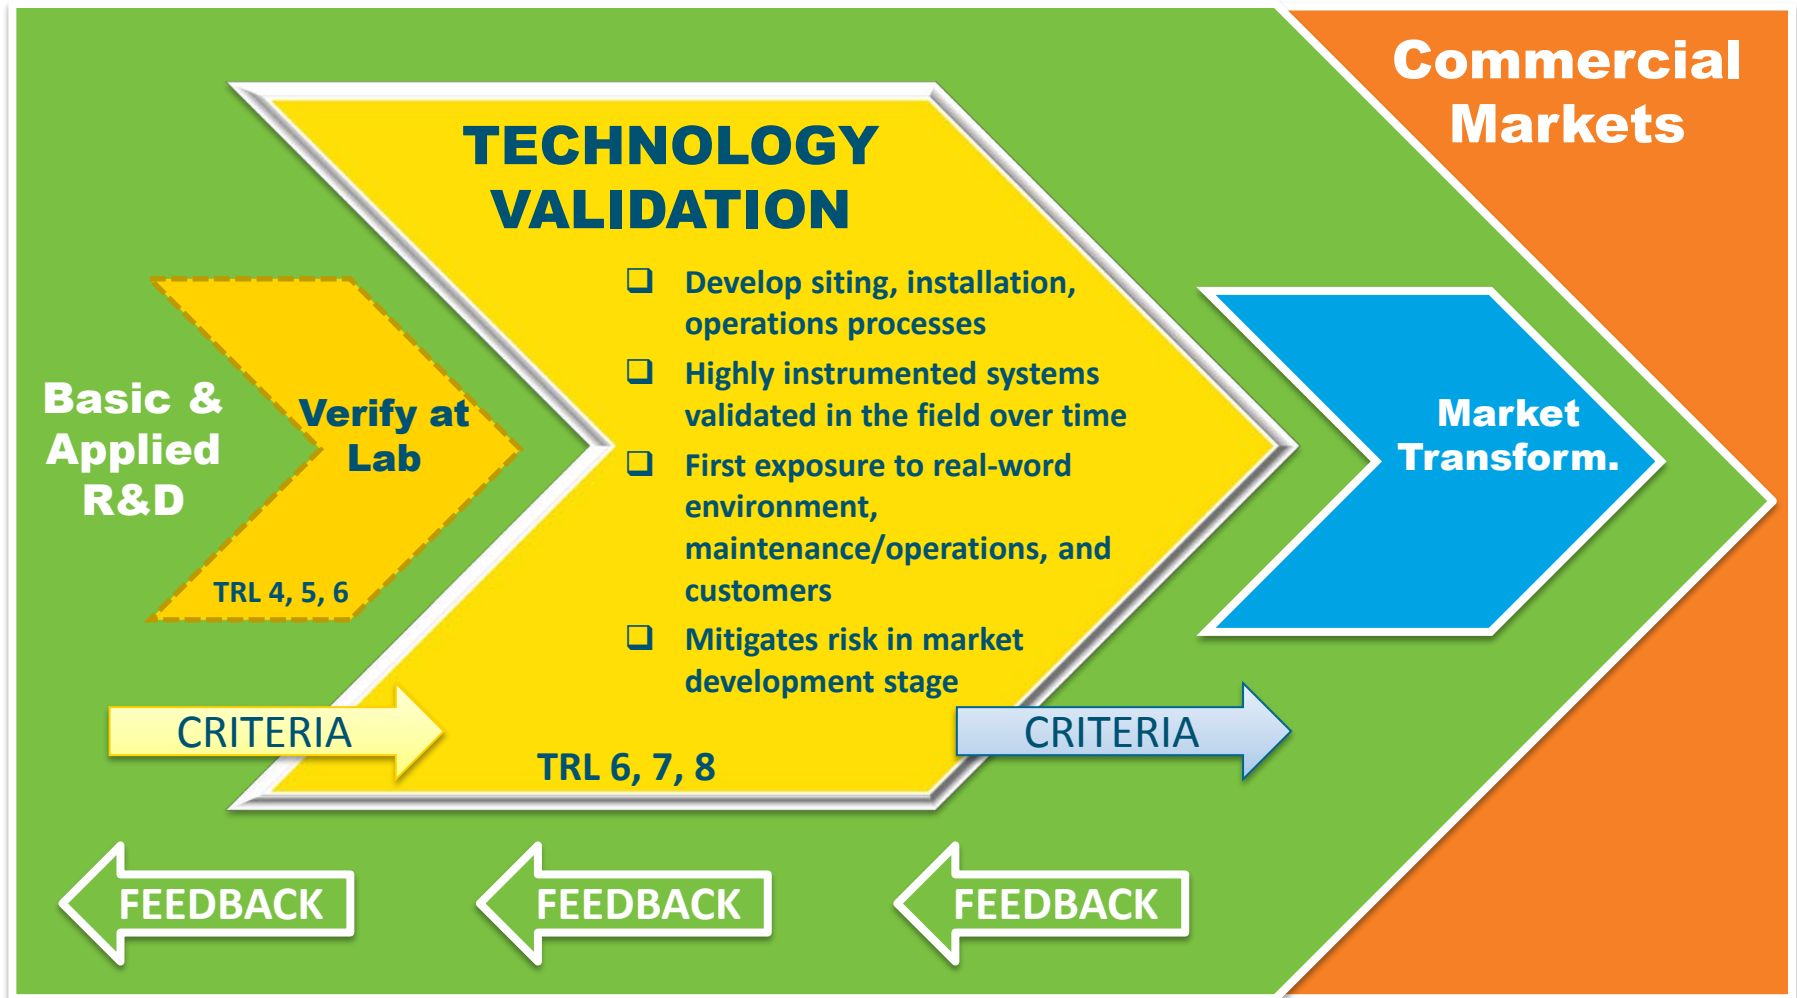 Commercial
Markets
TECHNOLOGY
VALIDATION
Basic &
Applied
R&D
Verify at
Lab
TRL 4, 5, 6
❑ Develop siting, installation,
operations processes
❑ Highly instrumented systems
validated in the field over time
❑ First exposure to real-word
environment,
maintenance/operations, and
customers
❑ Mitigates risk in market
development stage
TRL 6, 7, 8
Market
Transform.
CRITERIA
CRITERIA
FEEDBACK
FEEDBACK
FEEDBACK